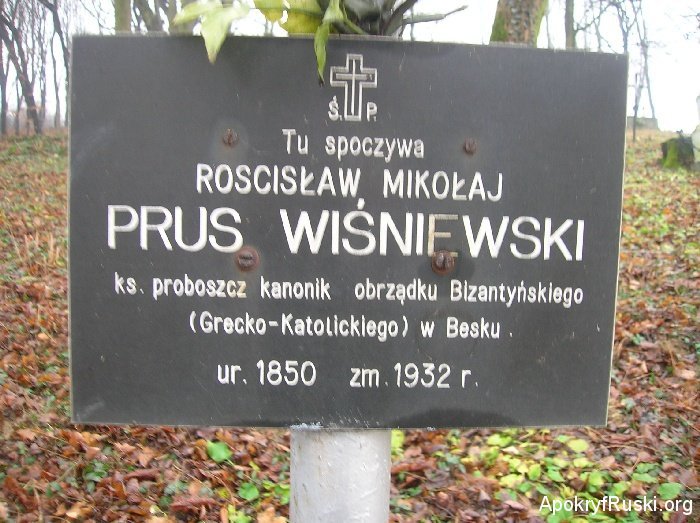 Ś. P.
Tu spoczywa
ROSCISŁAW, MIKOŁAJ
PRUS WIŚNIEWSKI
ks. proboszcz kanonik obrządku Bizantyńskiego
(Grecko-Katolickiego) w Besku.
ur. 1850 zm. 1932 r.
ApokryfRuski.org